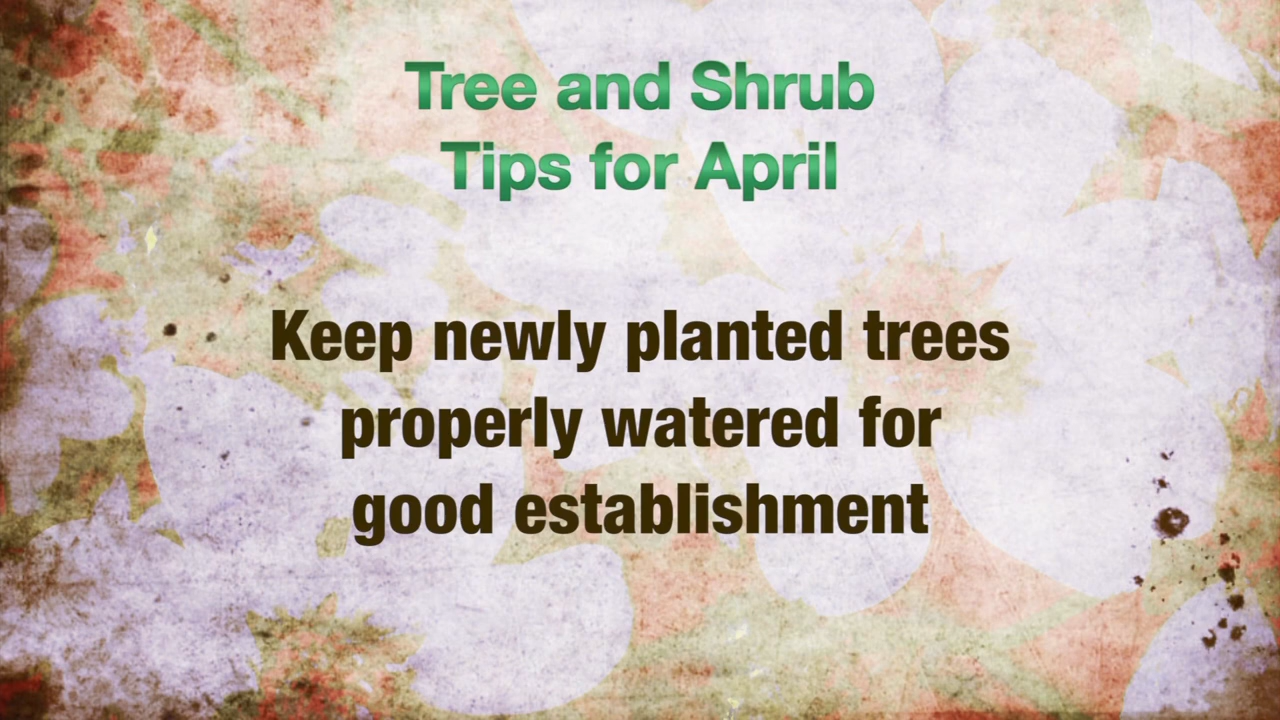 Tree and Shrub
Tips for April
Keep newly planted trees
properly watered for
good establishment